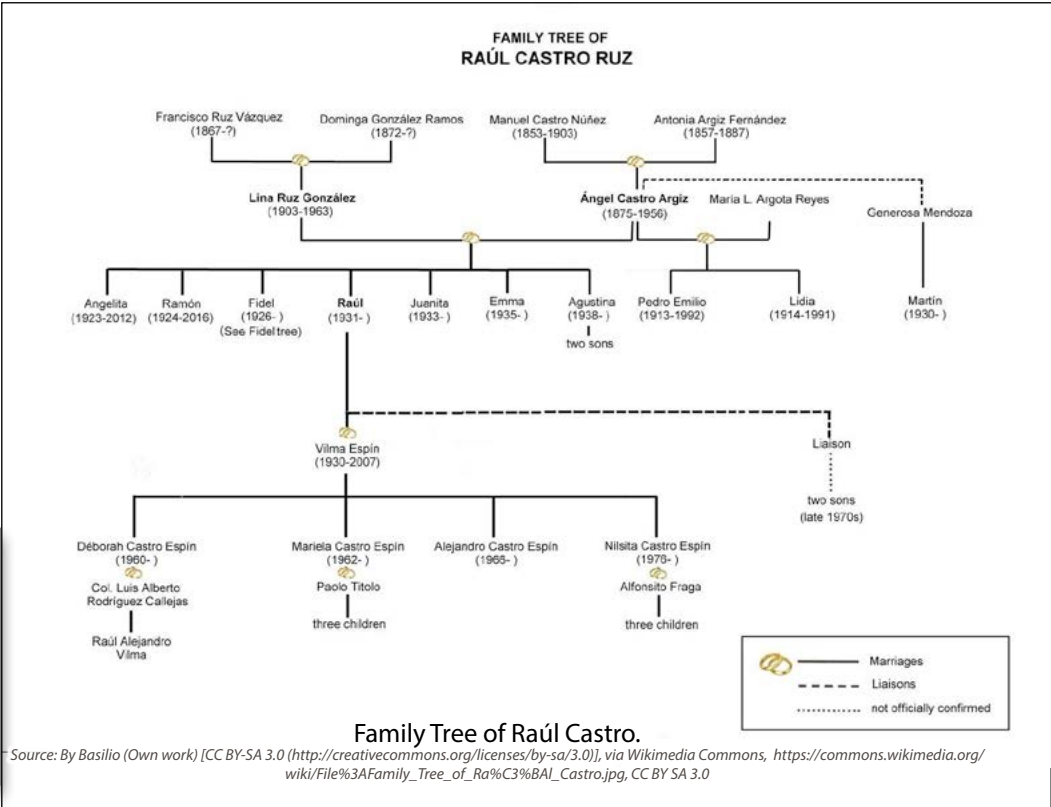 FAMILY TREE OF
RAÚL CASTRO RUZ
Francisco Ruz Vázquez
(1867-?)
Dominga González Ramos
(1872-?)
Manuel Castro Núñez
(1853-1903)
Antonia Argiz Fernández
(1857-1887)
Lina Ruz González
(1903-1963)
Ángel Castro Argiz
(1875-1956)
María L. Argota Reyes
Generosa Mendoza
Angelita
(1923-2012)
Ramón
(1924-2016)
Fidel
(1926- )
(See Fidel tree)
Raúl
(1931- )
Juanita
(1933- )
Emma
(1935- )
Agustina
(1938- )
two sons
Pedro Emilio
(1913-1992)
Lidia
(1914-1991)
Martín
(1930- )
Vilma Espín
(1930-2007)
Liaison
two sons
(late 1970s)
Déborah Castro Espín
(1960- )
Col. Luis Alberto
Rodríguez Callejas
Raúl Alejandro
Vilma
Mariela Castro Espín
(1962- )
Paolo Titolo
three children
Alejandro Castro Espín
Nilsita Castro Espín
Alfonsito Fraga
three children
Marriages
Liaisons
not officially confirmed
Family Tree of Raúl Castro.
Source: By Basilio (Own work) [CC BY-SA 3.0 (http://creativecommons.org/licenses/by-sa/3.0)], via Wikimedia Commons, https://commons.wikimedia.org/
wiki/File%3AFamily_Tree_of_Ra%C3%BAl_Castro.jpg, CC BY SA 3.0